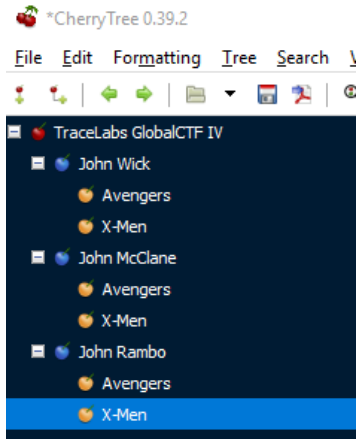 *CherryTree 0.39.2
File Edit Formatting Tree Search
TraceLabs GlobalCTF IV
John Wick
Avengers
X-Men
John McClane
Avengers
X-Men
John Rambo
Avengers
X-Men